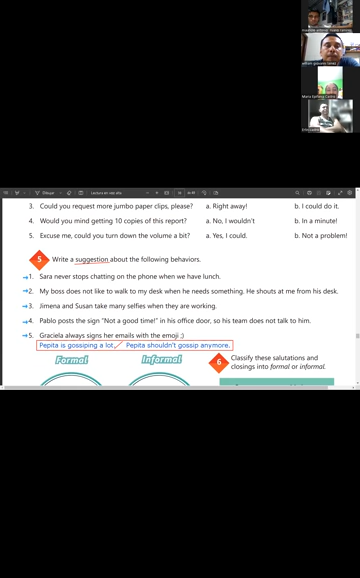 Dibujar
Lectura en voz alta
3. Could you request more jumbo paper clips, please? a. Right away! b. I could do it.
4. Would you mind getting 10 copies of this report? a. No, I wouldn't b. In a minute!
5. Excuse me, could you turn down the volume a bit? a. Yes, I could. b. Not a problem!
5 Write a suggestion about the following behaviors.
1. Sara never stops chatting on the phone when we have lunch.
2. My boss does not like to walk to my desk when he needs something. He shouts at me from his desk.
3. Jimena and Susan take many selfies when they are working.
4. Pablo posts the sign "Not a good time!" in his office door, so his team does not talk to him.
5. Graciela always signs her emails with the emoji ;)
Pepita is gossiping a lot. Pepita shouldn't gossip anymore.
Formal Informal
6 Classify these salutations and
closings into formal or informal.